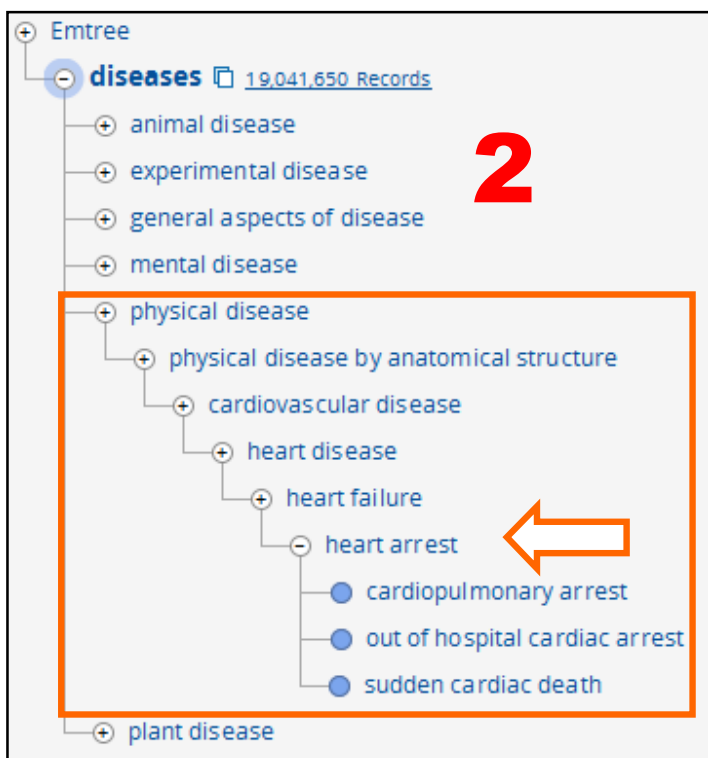 Emtree
diseases 19,041,650 Records
animal disease
2
experimental disease
general aspects of disease
mental disease
physical disease
physical disease by anatomical structure
cardiovascular disease
heart disease
heart failure
heart arrest
cardiopulmonary arrest
out of hospital cardiac arrest
sudden cardiac death
plant disease